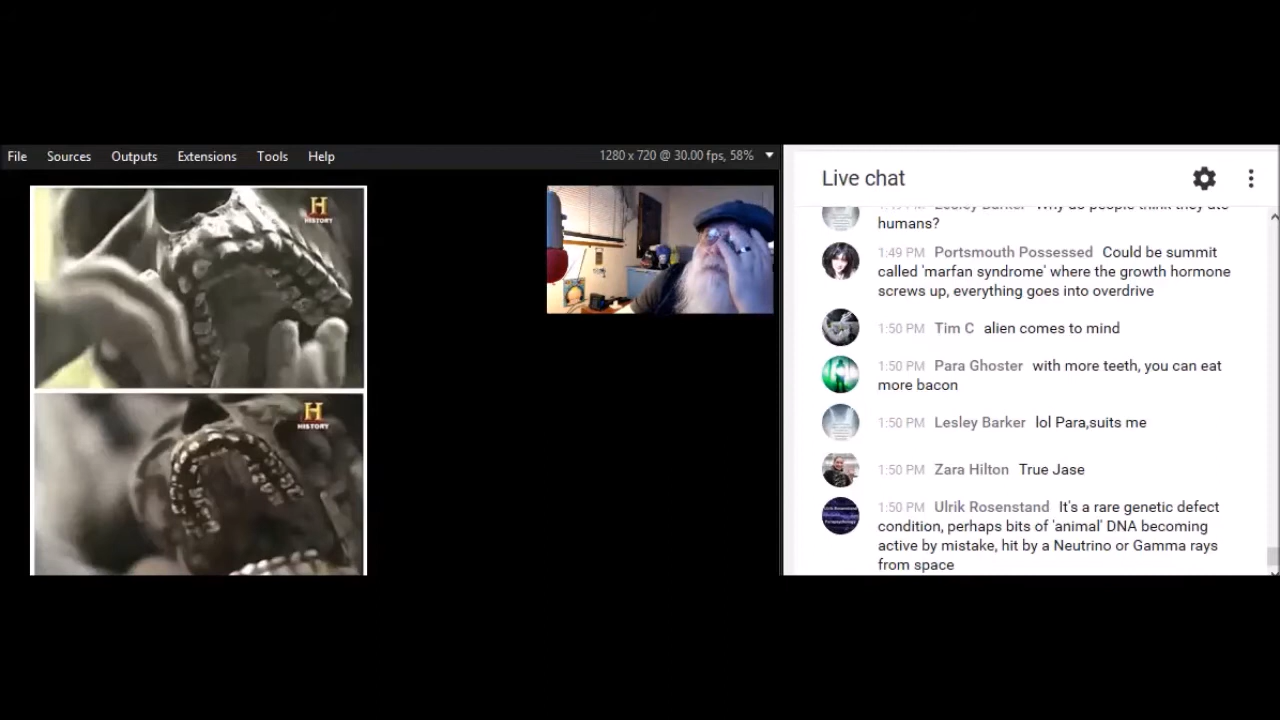 File Sources Outputs Extensions Tools Help
1280 x 720 @ 30.00 fps, 58%
H
HISTORY
H
HISTORY
Live chat
1:49 PM Lesley Barker Why do people think they ate
humans?
1:49 PM Portsmouth Possessed Could be summit
called 'marfan syndrome' where the growth hormone
screws up, everything goes into overdrive
1:50 PM Tim C alien comes to mind
1:50 PM Para Ghoster with more teeth, you can eat
more bacon
1:50 PM Lesley Barker lol Para,suits me
1:50 PM Zara Hilton True Jase
1:50 PM Ulrik Rosenstand It's a rare genetic defect
condition, perhaps bits of 'animal' DNA becoming
active by mistake, hit by a Neutrino or Gamma rays
from space